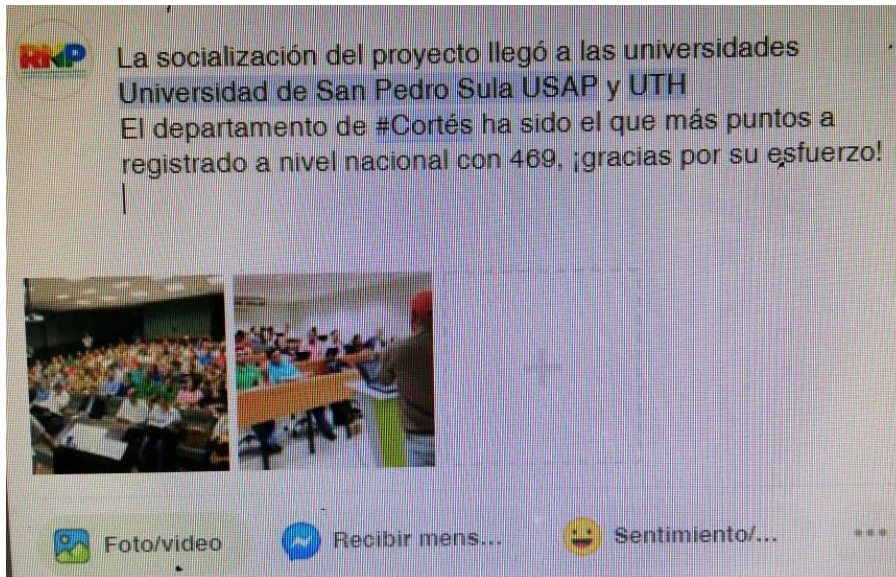 RNP
La socialización del proyecto llegó a las universidades
Universidad de San Pedro Sula USAP y UTH
El departamento de #Cortés ha sido el que más puntos a
registrado a nivel nacional con 469, ¡gracias por su esfuerzo!
Foto/video
Recibir mens...
Sentimiento/...